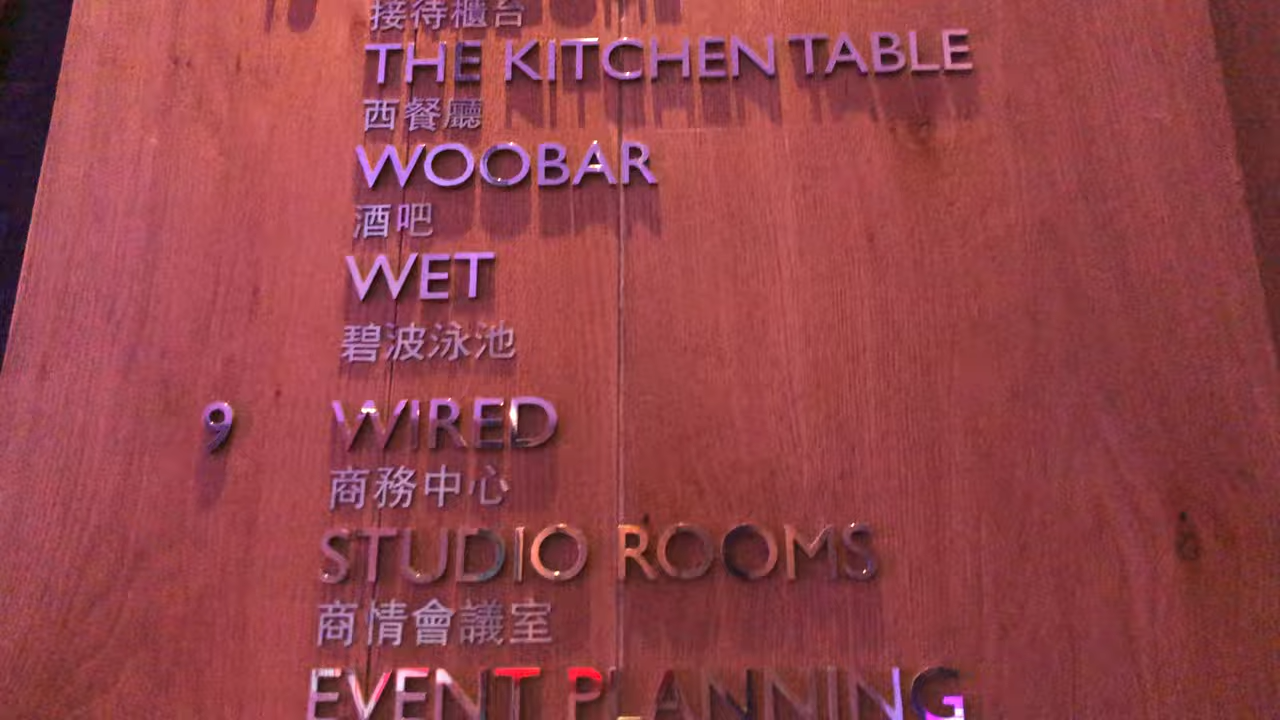 接待櫃台
THE KITCHEN TABLE
西餐廳
WOOBAR
酒吧
WET
碧波泳池
9 WIRED
商務中心
STUDIO ROOMS
商情會議室
EVENT PLANNING